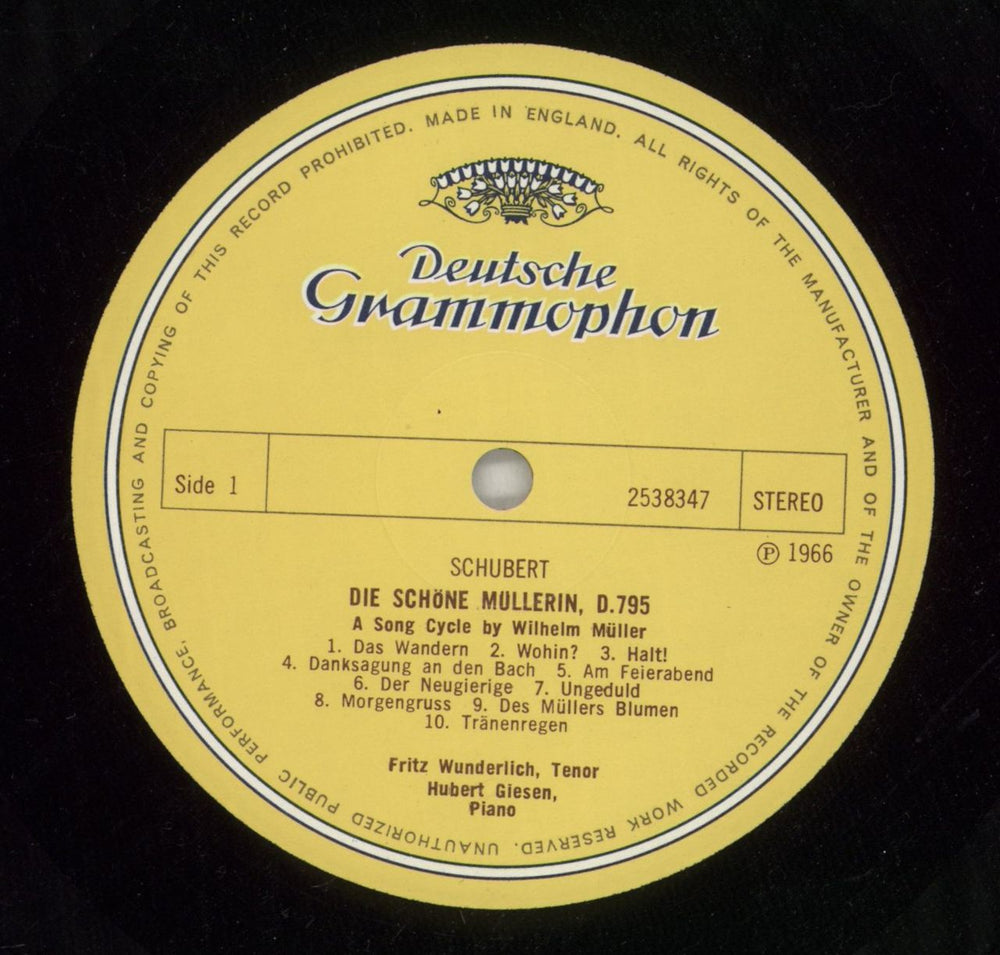 MADE IN ENGLAND. ALL RIGHTS OF THE MANUFACTURER AND OF THE OWNER OF THE RECORDED WORK RESERVED. UNAUTHORIZED PUBLIC PERFORMANCE, BROADCASTING AND COPYING OF THIS RECORD PROHIBITED.
Deutsche
Grammophon
Side 1 2538347 STEREO
℗ 1966
SCHUBERT
DIE SCHÖNE MULLERIN, D.795
A Song Cycle by Wilhelm Müller
1. Das Wandern 2. Wohin? 3. Halt!
4. Danksagung an den Bach 5. Am Feierabend
6. Der Neugierige 7. Ungeduld
8. Morgengruss 9. Des Müllers Blumen
10. Tränenregen
Fritz Wunderlich, Tenor
Hubert Giesen,
Piano